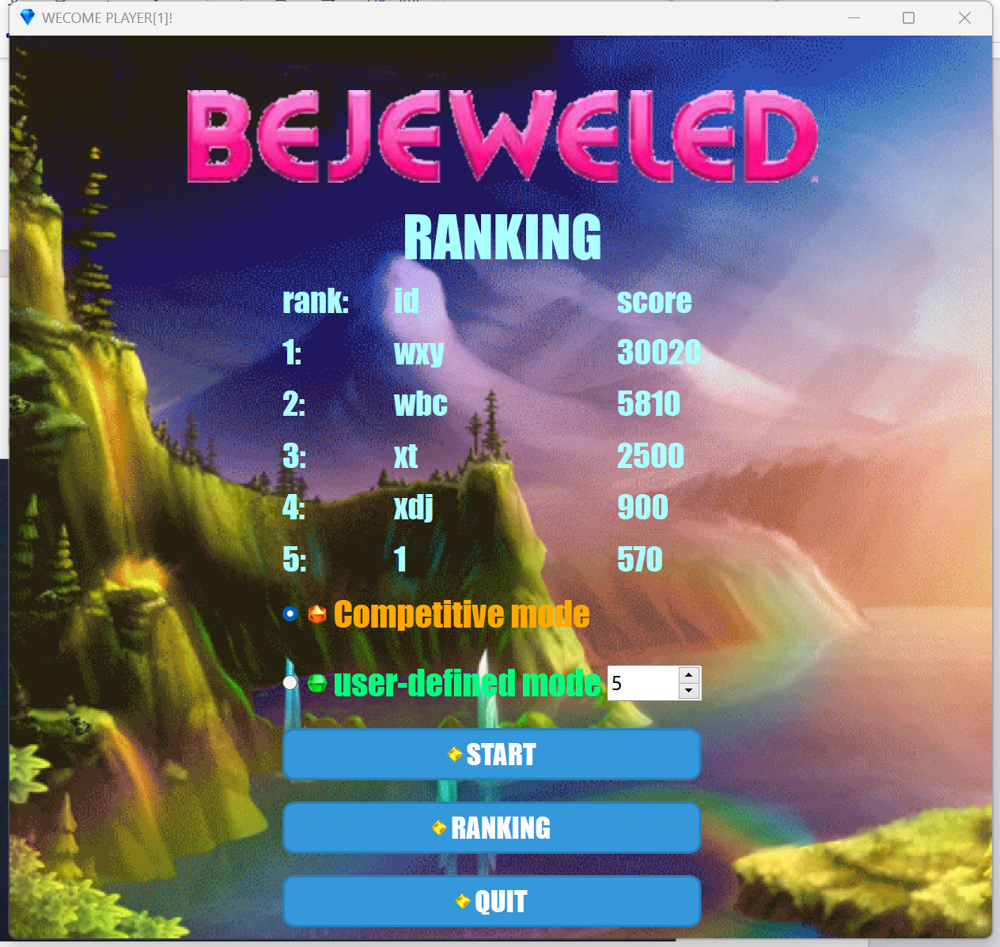 WECOME PLAYER[1]!
BEJEWELED
RANKING
rank: id score
1: wxy 30020
2: wbc 5810
3: xt 2500
4: xdj 900
5: 1 570
Competitive mode
user-defined mode 5
START
RANKING
QUIT